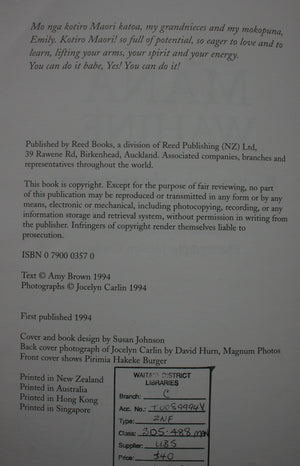 Mo nga kotiro Maori katoa, my grandnieces and my mokopuna,
Emily. Kotiro Maori! so full of potential, so eager to love and to
learn, lifting your arms, your spirit and your energy.
You can do it babe, Yes! You can do it!
Published by Reed Books, a division of Reed Publishing (NZ) Ltd,
39 Rawene Rd, Birkenhead, Auckland. Associated companies, branches and
representatives throughout the world.
This book is copyright. Except for the purpose of fair reviewing, no part
of this publication may be reproduced or transmitted in any form or by any
means, electronic or mechanical, including photocopying, recording, or any
information storage and retrieval system, without permission in writing from
the publisher. Infringers of copyright render themselves liable to
prosecution.
ISBN 0 7900 0357 0
Text © Amy Brown 1994
Photographs © Jocelyn Carlin 1994
First published 1994
Cover and book design by Susan Johnson
Back cover photograph of Jocelyn Carlin by David Hurn, Magnum Photos
Front cover shows Pirimia Hakeke Burger
Printed in New Zealand
Printed in Australia
Printed in Hong Kong
Printed in Singapore
DISTRICT
LIBRARIES
Branch: C
Acc. No.:
Type: 2NF
Class: 305.488
Supplier: UBS
Price: $40